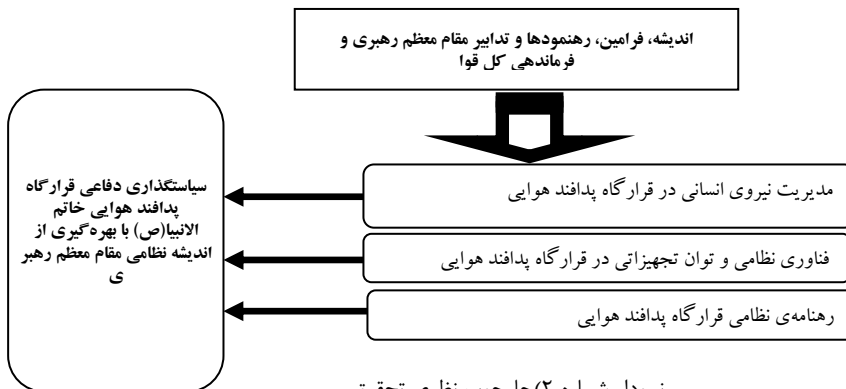 اندیشه، فرامین، رهنمودها و تدابیر مقام معظم رهبری و
فرماندهی کل قوا
مدیریت نیروی انسانی در قرارگاه پدافند هوایی
فناوری نظامی و توان تجهیزاتی در قرارگاه پدافند هوایی
رهنامه‌ی نظامی قرارگاه پدافند هوایی
سیاستگذاری دفاعی قرارگاه
پدافند هوایی خاتم
الانبیا(ص) با بهره‌گیری از
اندیشه نظامی مقام معظم رهبر
ی
شماره ۲)